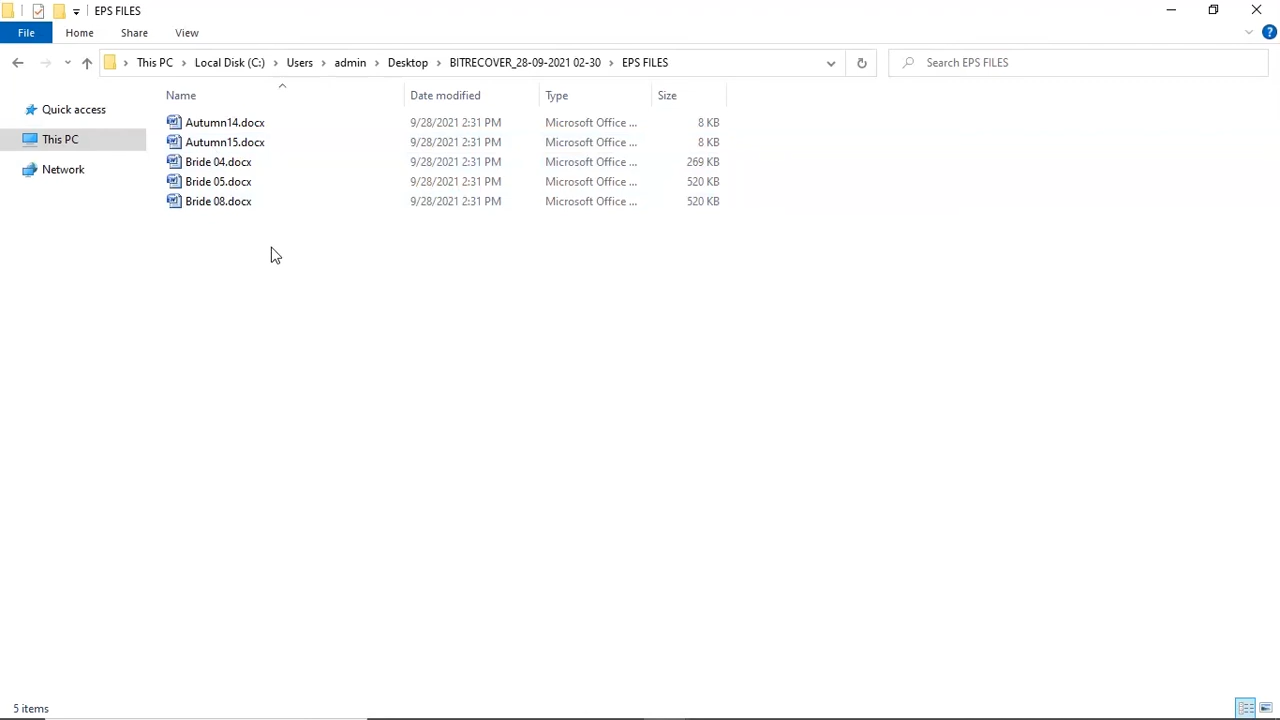 EPS FILES
File Home Share View
This PC Local Disk (C:) Users admin Desktop BITRECOVER_28-09-2021 02-30 EPS FILES Search EPS FILES
Name Date modified Type Size
Quick access
This PC
Network
Autumn14.docx 9/28/2021 2:31 PM Microsoft Office ... 8 KB
Autumn15.docx 9/28/2021 2:31 PM Microsoft Office ... 8 KB
Bride 04.docx 9/28/2021 2:31 PM Microsoft Office ... 269 KB
Bride 05.docx 9/28/2021 2:31 PM Microsoft Office ... 520 KB
Bride 08.docx 9/28/2021 2:31 PM Microsoft Office ... 520 KB
5 items